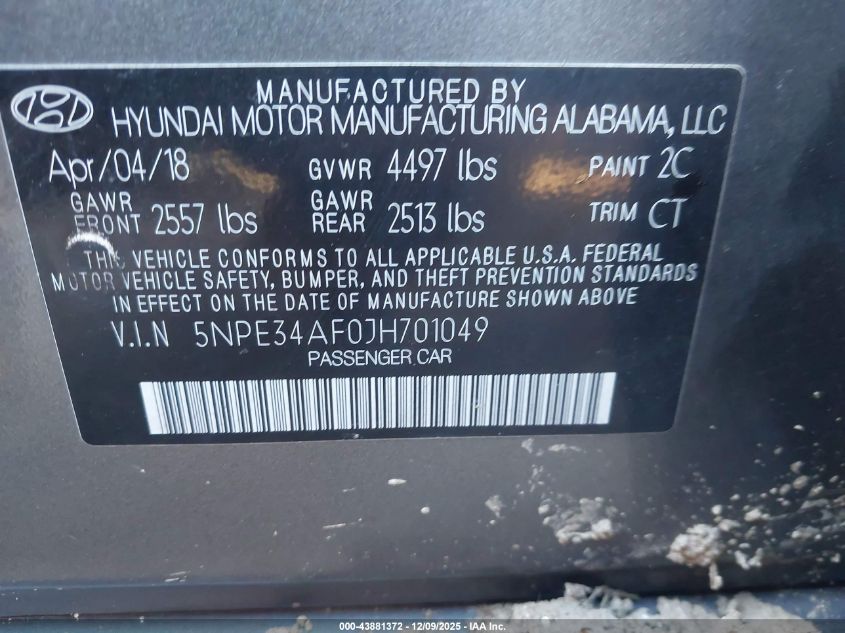 MANUFACTURED BY
HYUNDAI MOTOR MANUFACTURING ALABAMA, LLC
Apr/04/18 GVWR 4497 lbs PAINT 2C
GAWR FRONT 2557 lbs GAWR REAR 2513 lbs TRIM CT
THIS VEHICLE CONFORMS TO ALL APPLICABLE U.S.A. FEDERAL
MOTOR VEHICLE SAFETY, BUMPER, AND THEFT PREVENTION STANDARDS
IN EFFECT ON THE DATE OF MANUFACTURE SHOWN ABOVE
V.I.N 5NPE34AF0JH701049
PASSENGER CAR
000-43881372 - 12/09/2025 - IAA Inc.